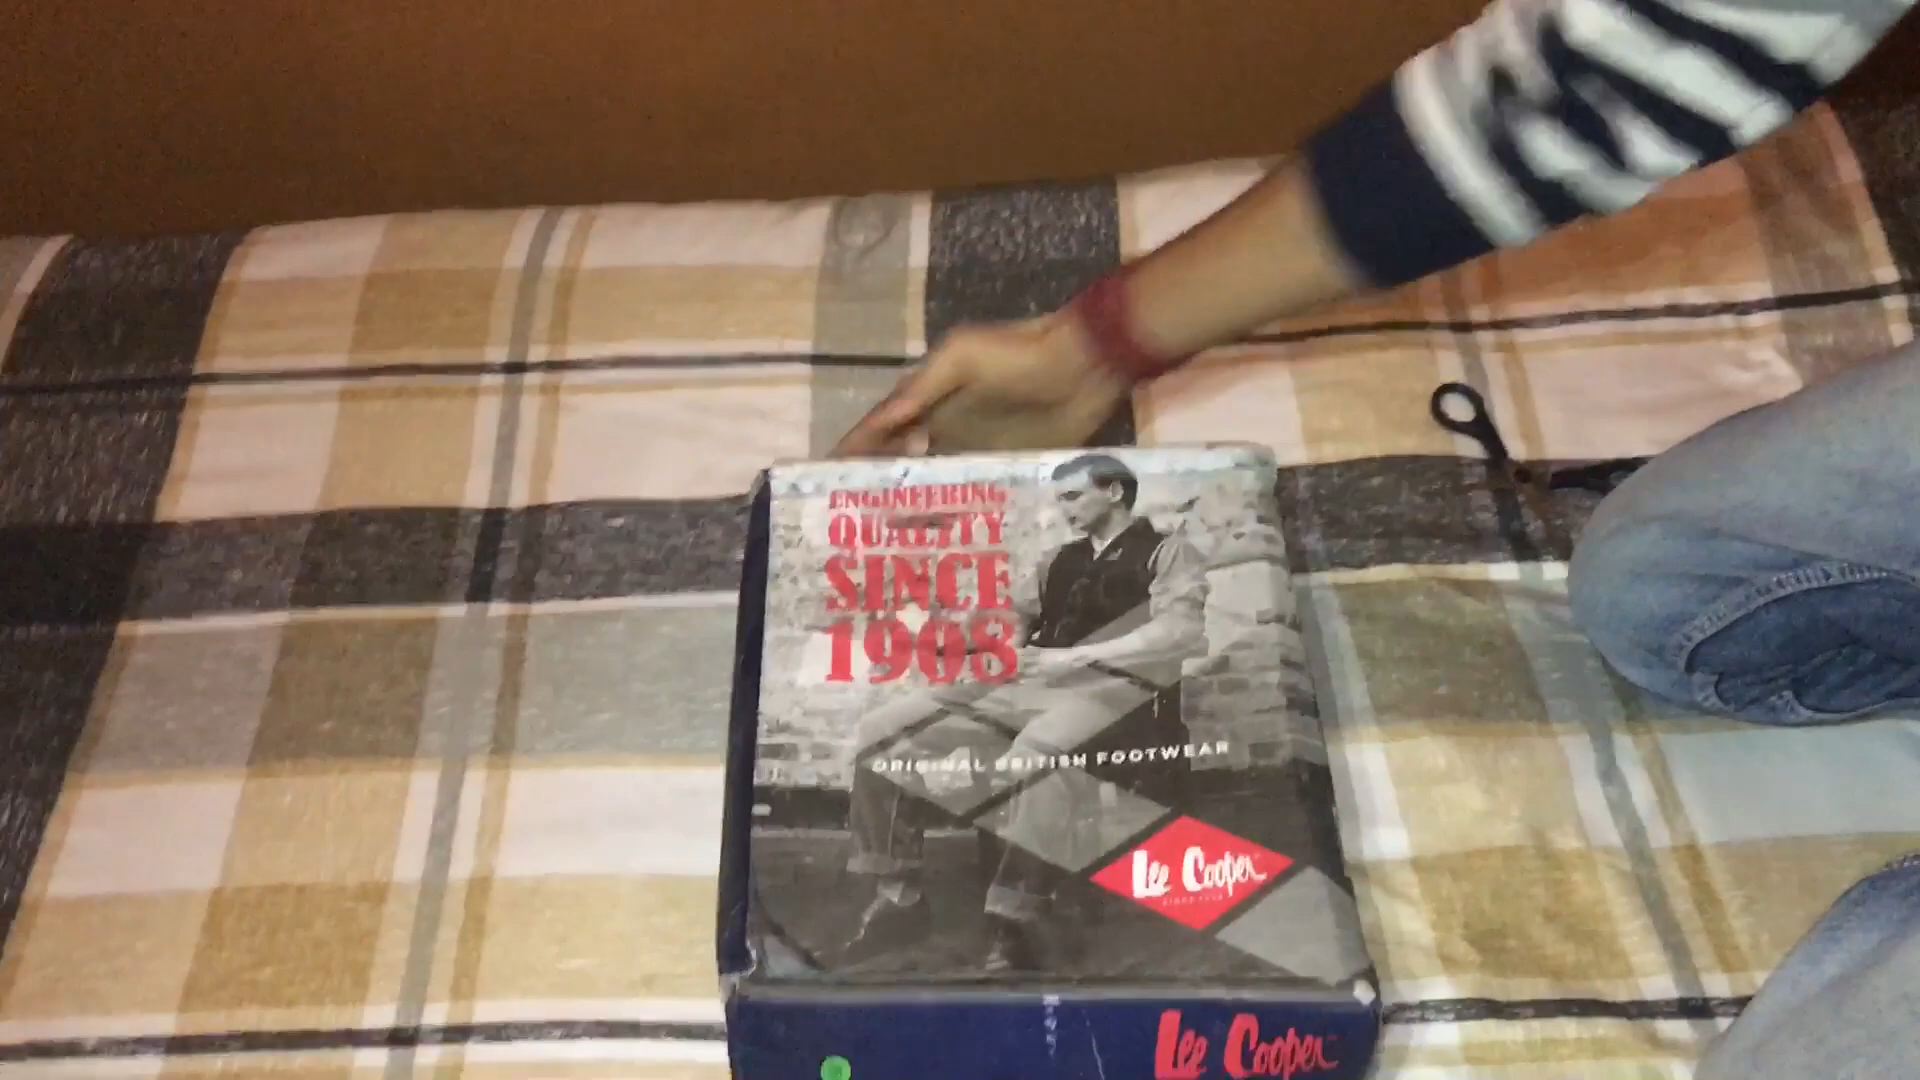 ENGINEERING
QUALITY
SINCE
1908
ORIGINAL BRITISH FOOTWEAR
Lee Cooper
Lee Cooper